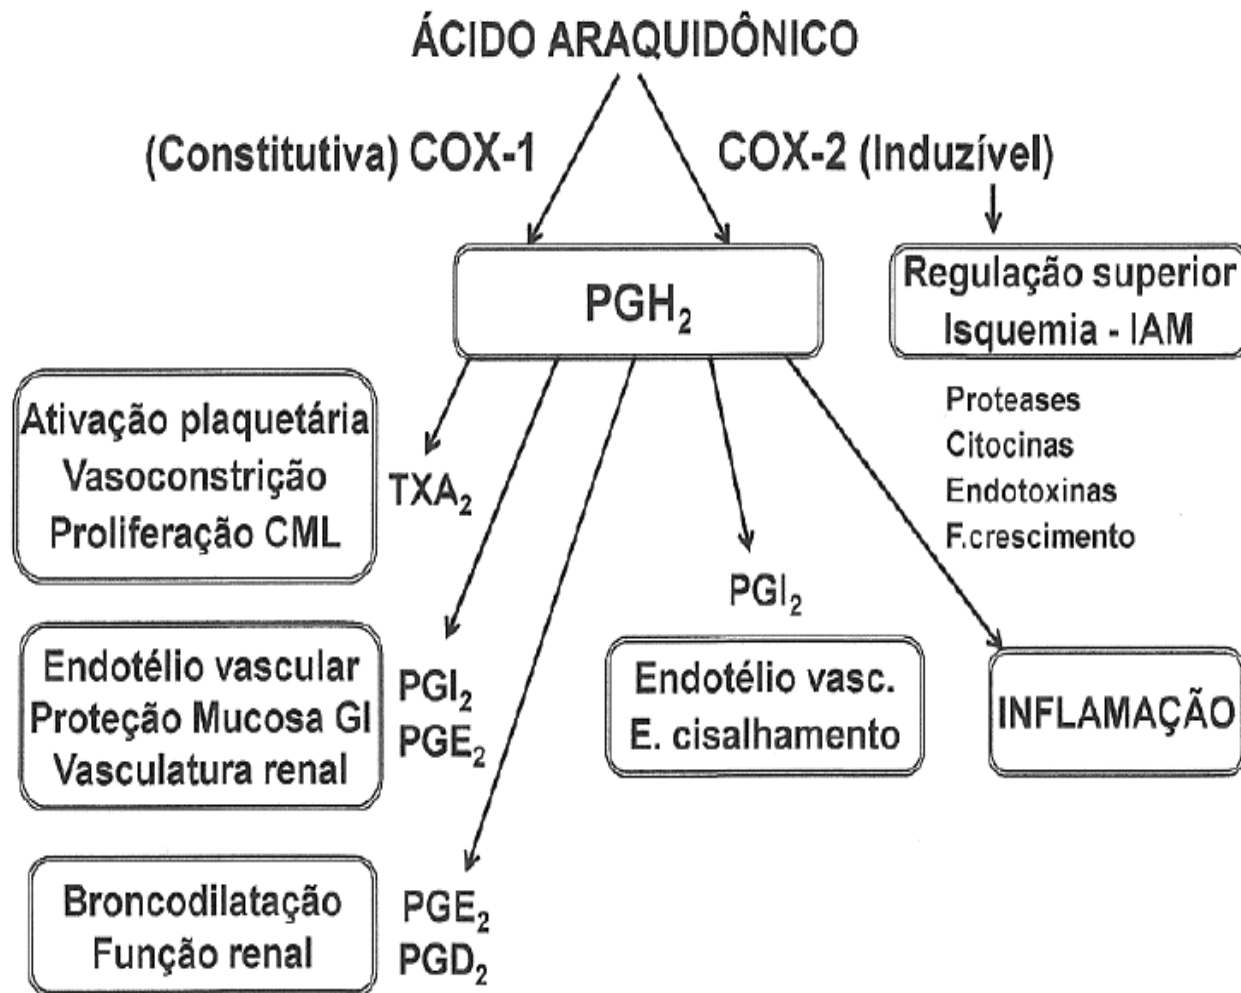 ÁCIDO ARAQUIDÔNICO
(Constitutiva) COX-1
COX-2 (Induzível)
PGH₂
Regulação superior
Isquemia - IAM
Proteases
Citocinas
Endotoxinas
F.crescimento
Ativação plaquetária
Vasoconstrição
Proliferação CML
TXA₂
Endotélio vascular
Proteção Mucosa GI
Vasculatura renal
PGI₂
PGE₂
PGI₂
Endotélio vasc.
E. cisalhamento
INFLAMAÇÃO
Broncodilatação
Função renal
PGE₂
PGD₂